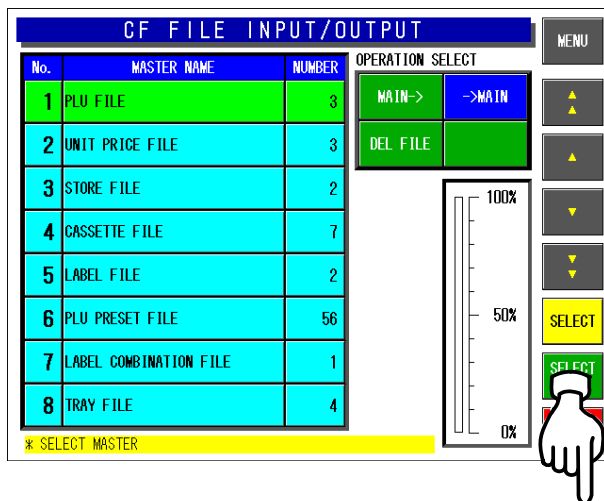 CF FILE INPUT/OUTPUT
MENU
No. MASTER NAME NUMBER
OPERATION SELECT
1 PLU FILE 3
MAIN-> ->MAIN
2 UNIT PRICE FILE 3
DEL FILE
3 STORE FILE 2
100%
4 CASSETTE FILE 7
5 LABEL FILE 2
6 PLU PRESET FILE 56
50%
SELECT
7 LABEL COMBINATION FILE 1
SELECT
8 TRAY FILE 4
0%
* SELECT MASTER